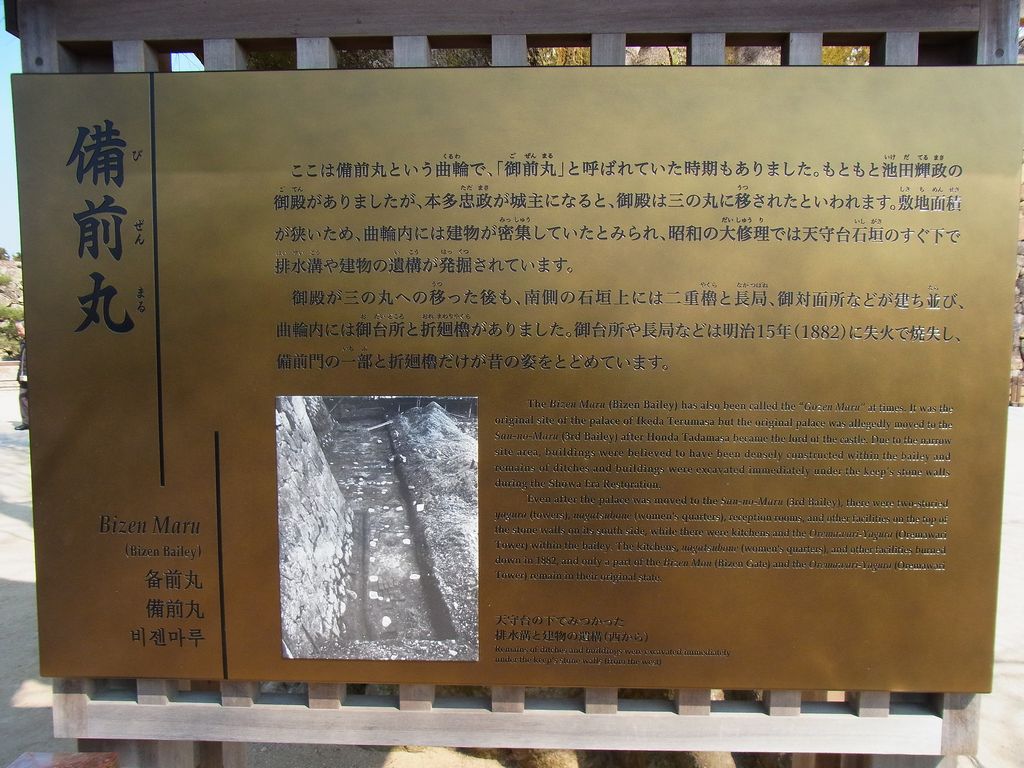 備前丸
び ぜん まる
Bizen Maru
(Bizen Bailey)
备前丸
備前丸
비젠마루
ここは備前丸という曲輪で、「御前丸」と呼ばれていた時期もありました。もともと池田輝政の
御殿がありましたが、本多忠政が城主になると、御殿は三の丸に移されたといわれます。敷地面積
が狭いため、曲輪内には建物が密集していたとみられ、昭和の大修理では天守台石垣のすぐ下で
排水溝や建物の遺構が発掘されています。
御殿が三の丸への移った後も、南側の石垣上には二重櫓と長局、御対面所などが建ち並び、
曲輪内には御台所と折廻櫓がありました。御台所や長局などは明治15年(1882)に失火で焼失し、
備前門の一部と折廻櫓だけが昔の姿をとどめています。
The Bizen Maru (Bizen Bailey) has also been called the "Gozen Maru" at times. It was the
original site of the palace of Ikeda Terumasa but the original palace was allegedly moved to the
San-no-Maru (3rd Bailey) after Honda Tadamasa became the lord of the castle. Due to the narrow
site area, buildings were believed to have been densely constructed within the bailey and
remains of ditches and buildings were excavated immediately under the keep's stone walls
during the Showa Era Restoration.
Even after the palace was moved to the San-no-Maru (3rd Bailey), there were two-storied
yagura (towers), nagatsubone (women's quarters), reception rooms, and other facilities on the top of
the stone walls on its south side, while there were kitchens and the Oremawari-Yagura (Oremawari
Tower) within the bailey. The kitchens, nagatsubone (women's quarters), and other facilities burned
down in 1882, and only a part of the Bizen Mon (Bizen Gate) and the Oremawari-Yagura (Oremawari
Tower) remain in their original state.
天守台の下でみつかった
排水溝と建物の遺構(西から)
Remains of ditches and buildings were excavated immediately
under the keep's stone walls (from the west)